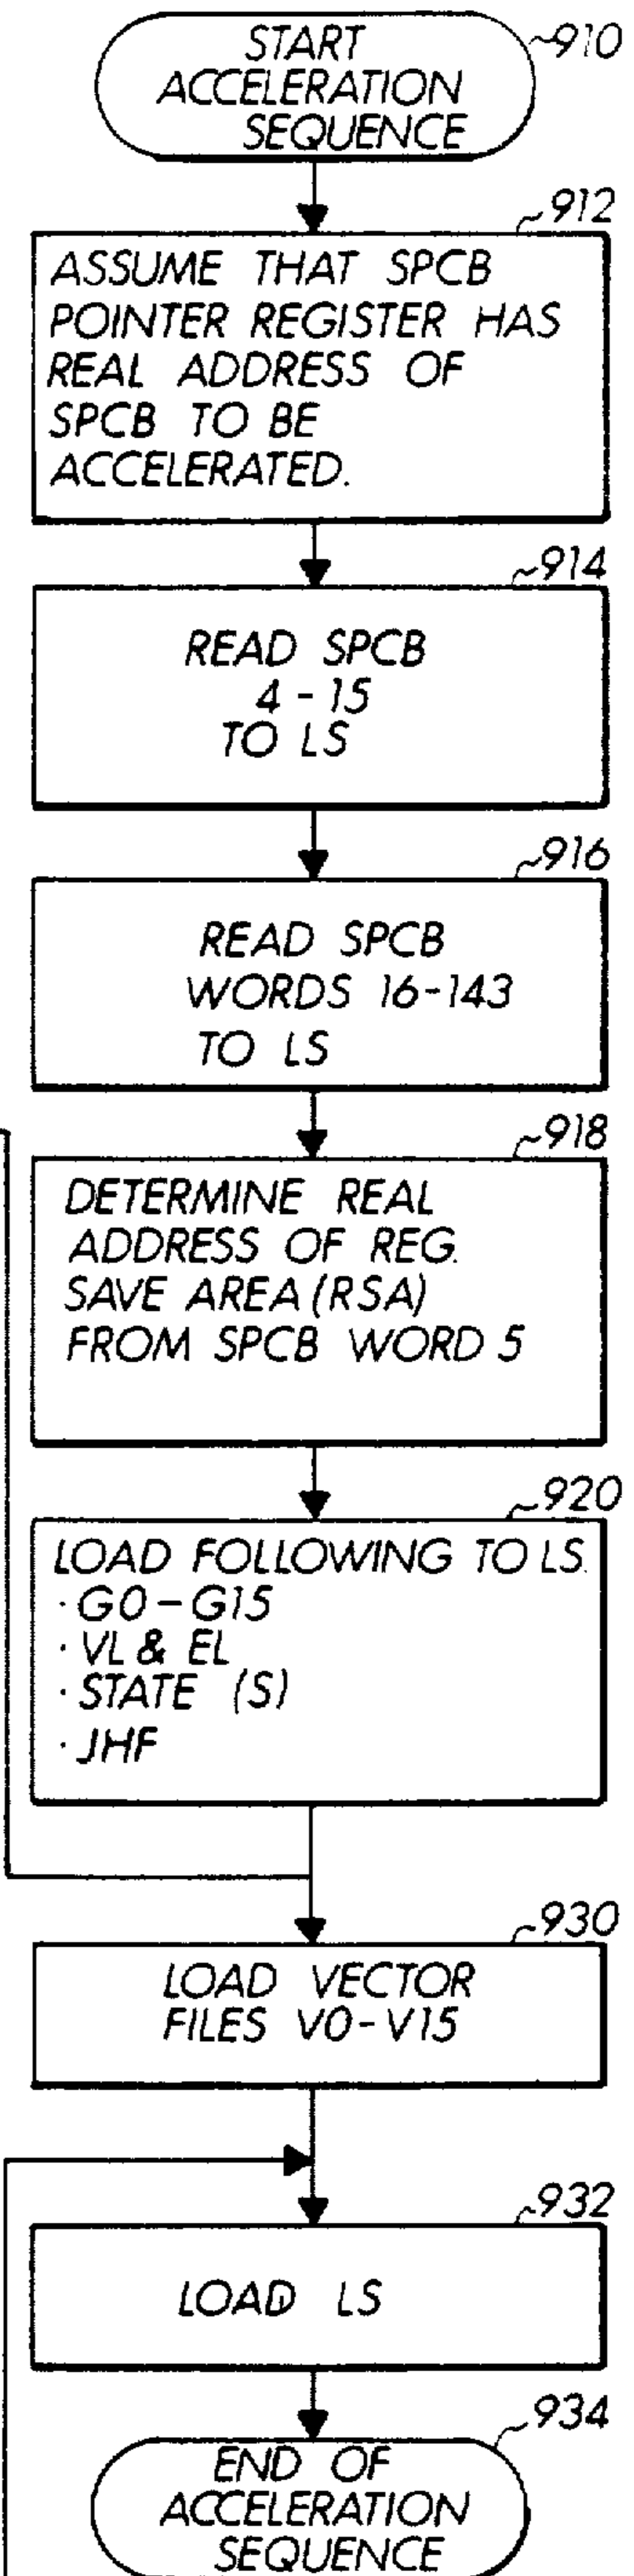 START
ACCELERATION
SEQUENCE
910
912
ASSUME THAT SPCB
POINTER REGISTER HAS
REAL ADDRESS OF
SPCB TO BE
ACCELERATED.
914
READ SPCB
4-15
TO LS
916
READ SPCB
WORDS 16-143
TO LS
918
DETERMINE REAL
ADDRESS OF REG.
SAVE AREA (RSA)
FROM SPCB WORD 5
920
LOAD FOLLOWING TO LS.
· G0-G15
· VL & EL
· STATE (S)
· JHF
930
LOAD VECTOR
FILES V0-V15
932
LOAD LS
934
END OF
ACCELERATION
SEQUENCE